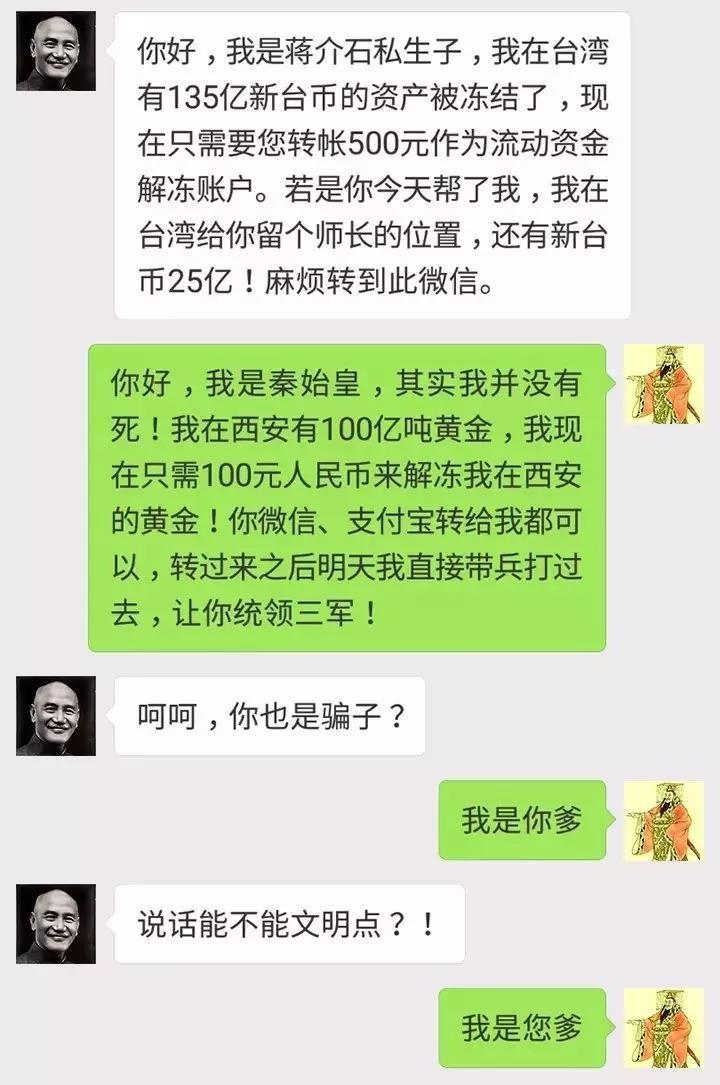 你好，我是蒋介石私生子，我在台湾
有135亿新台币的资产被冻结了，现
在只需要您转帐500元作为流动资金
解冻账户。若是你今天帮了我，我在
台湾给你留个师长的位置，还有新台
币25亿！麻烦转到此微信。
你好，我是秦始皇，其实我并没有
死！我在西安有100亿吨黄金，我现
在只需100元人民币来解冻我在西安
的黄金！你微信、支付宝转给我都可
以，转过来之后明天我直接带兵打过
去，让你统领三军！
呵呵，你也是骗子？
我是你爹
说话能不能文明点？！
我是您爹